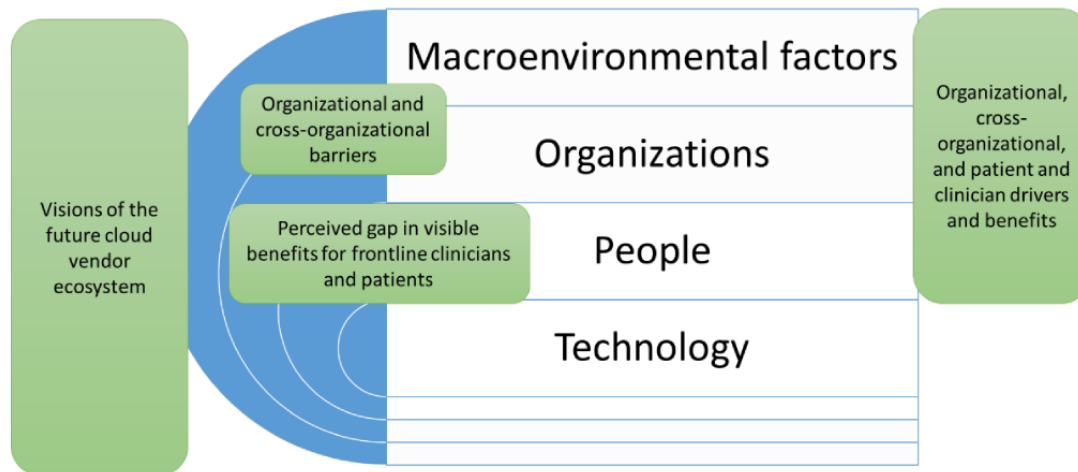 Visions of the
future cloud
vendor
ecosystem
Organizational and
cross-organizational
barriers
Perceived gap in visible
benefits for frontline clinicians
and patients
Macroenvironmental factors
Organizations
People
Technology
Organizational,
cross-
organizational,
and patient and
clinician drivers
and benefits